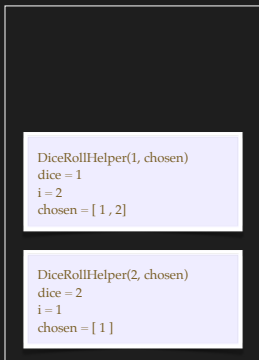 DiceRollHelper(1, chosen)
dice = 1
i = 2
chosen = [ 1 , 2]
DiceRollHelper(2, chosen)
dice = 2
i = 1
chosen = [ 1 ]